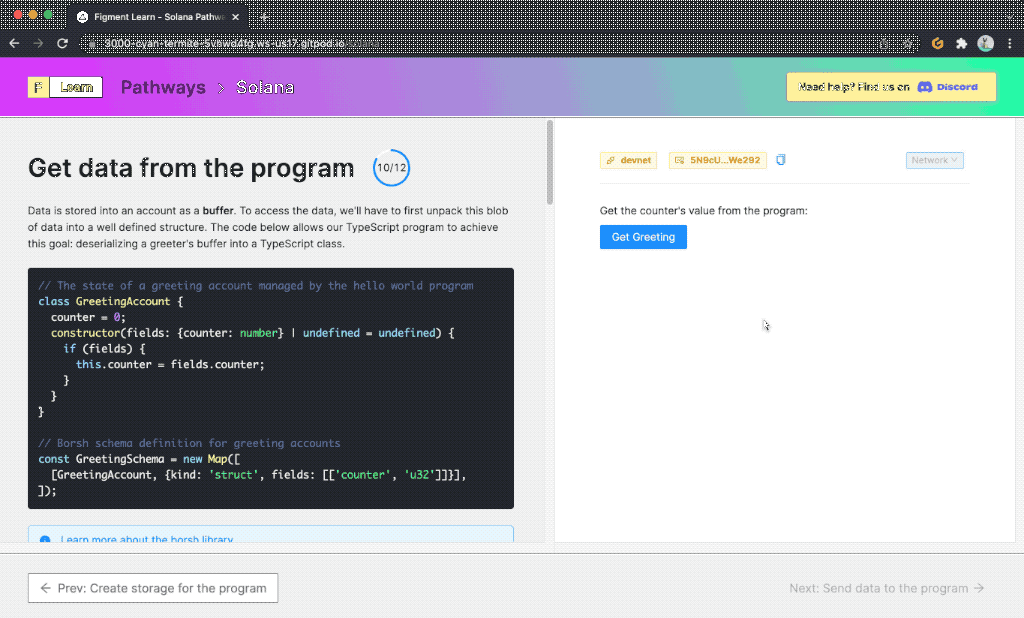 Figment Learn - Solana Pathw
3000-cyan-termite-5v8wd4fg.ws-us17.gitpod.io/solana
Learn
Pathways > Solana
Need help? Find us on Discord
Get data from the program 10/12
Data is stored into an account as a buffer. To access the data, we'll have to first unpack this blob
of data into a well defined structure. The code below allows our TypeScript program to achieve
this goal: deserializing a greeter's buffer into a TypeScript class.
// The state of a greeting account managed by the hello world program
class GreetingAccount {
counter = 0;
constructor(fields: {counter: number} | undefined = undefined) {
if (fields) {
this.counter = fields.counter;
}
}
}
// Borsh schema definition for greeting accounts
const GreetingSchema = new Map([
[GreetingAccount, {kind: 'struct', fields: [['counter', 'u32']]}],
]);
Learn more about the borsh library
devnet
5N9cU...We292
Network
Get the counter's value from the program:
Get Greeting
← Prev: Create storage for the program
Next: Send data to the program →